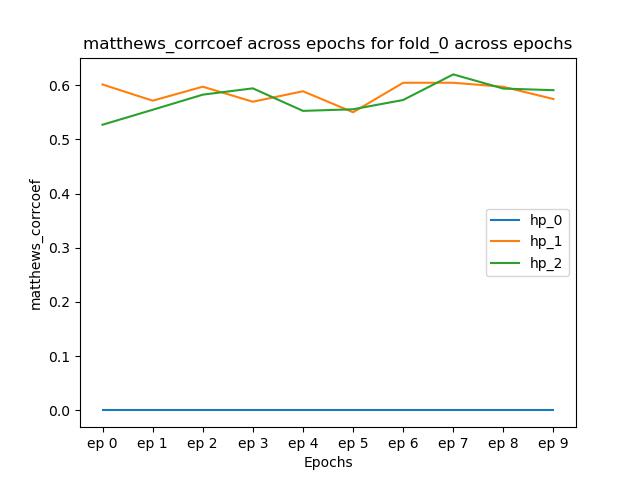 matthews_corrcoef across epochs for fold_0 across epochs
matthews_corrcoef
0.6
0.5
0.4
0.3
0.2
0.1
0.0
hp_0
hp_1
hp_2
ep 0 ep 1 ep 2 ep 3 ep 4 ep 5 ep 6 ep 7 ep 8 ep 9
Epochs